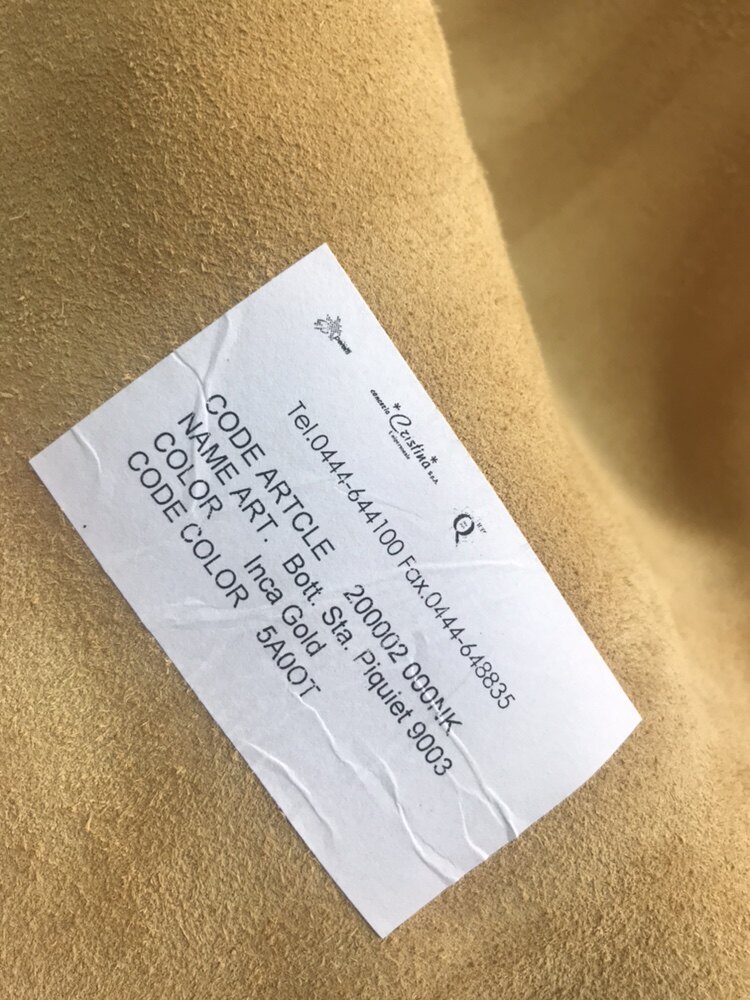 conceria
*Cristina*
S.p.A.
Tel.0444-644100 Fax.0444-648835
CODE ARTCLE 200002 000NK
NAME ART. Bott. Sta. Piquiet 9003
COLOR Inca Gold
CODE COLOR 5A0OT